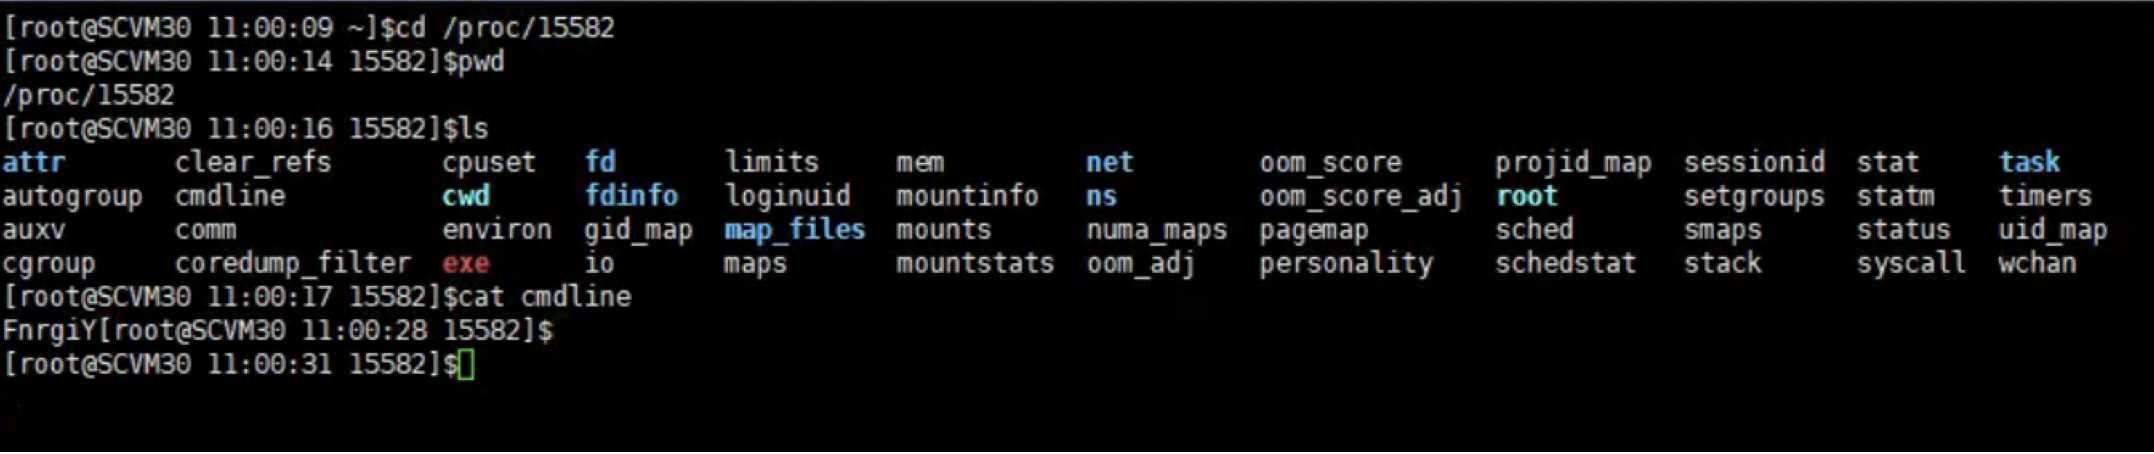 [root@SCVM30 11:00:09 ~]$cd /proc/15582
[root@SCVM30 11:00:14 15582]$pwd
/proc/15582
[root@SCVM30 11:00:16 15582]$ls
attr clear_refs cpuset fd limits mem net oom_score projid_map sessionid stat task
autogroup cmdline cwd fdinfo loginuid mountinfo ns oom_score_adj root setgroups statm timers
auxv comm environ gid_map map_files mounts numa_maps pagemap sched smaps status uid_map
cgroup coredump_filter exe io maps mountstats oom_adj personality schedstat stack syscall wchan
[root@SCVM30 11:00:17 15582]$cat cmdline
FnrgiY[root@SCVM30 11:00:28 15582]$
[root@SCVM30 11:00:31 15582]$